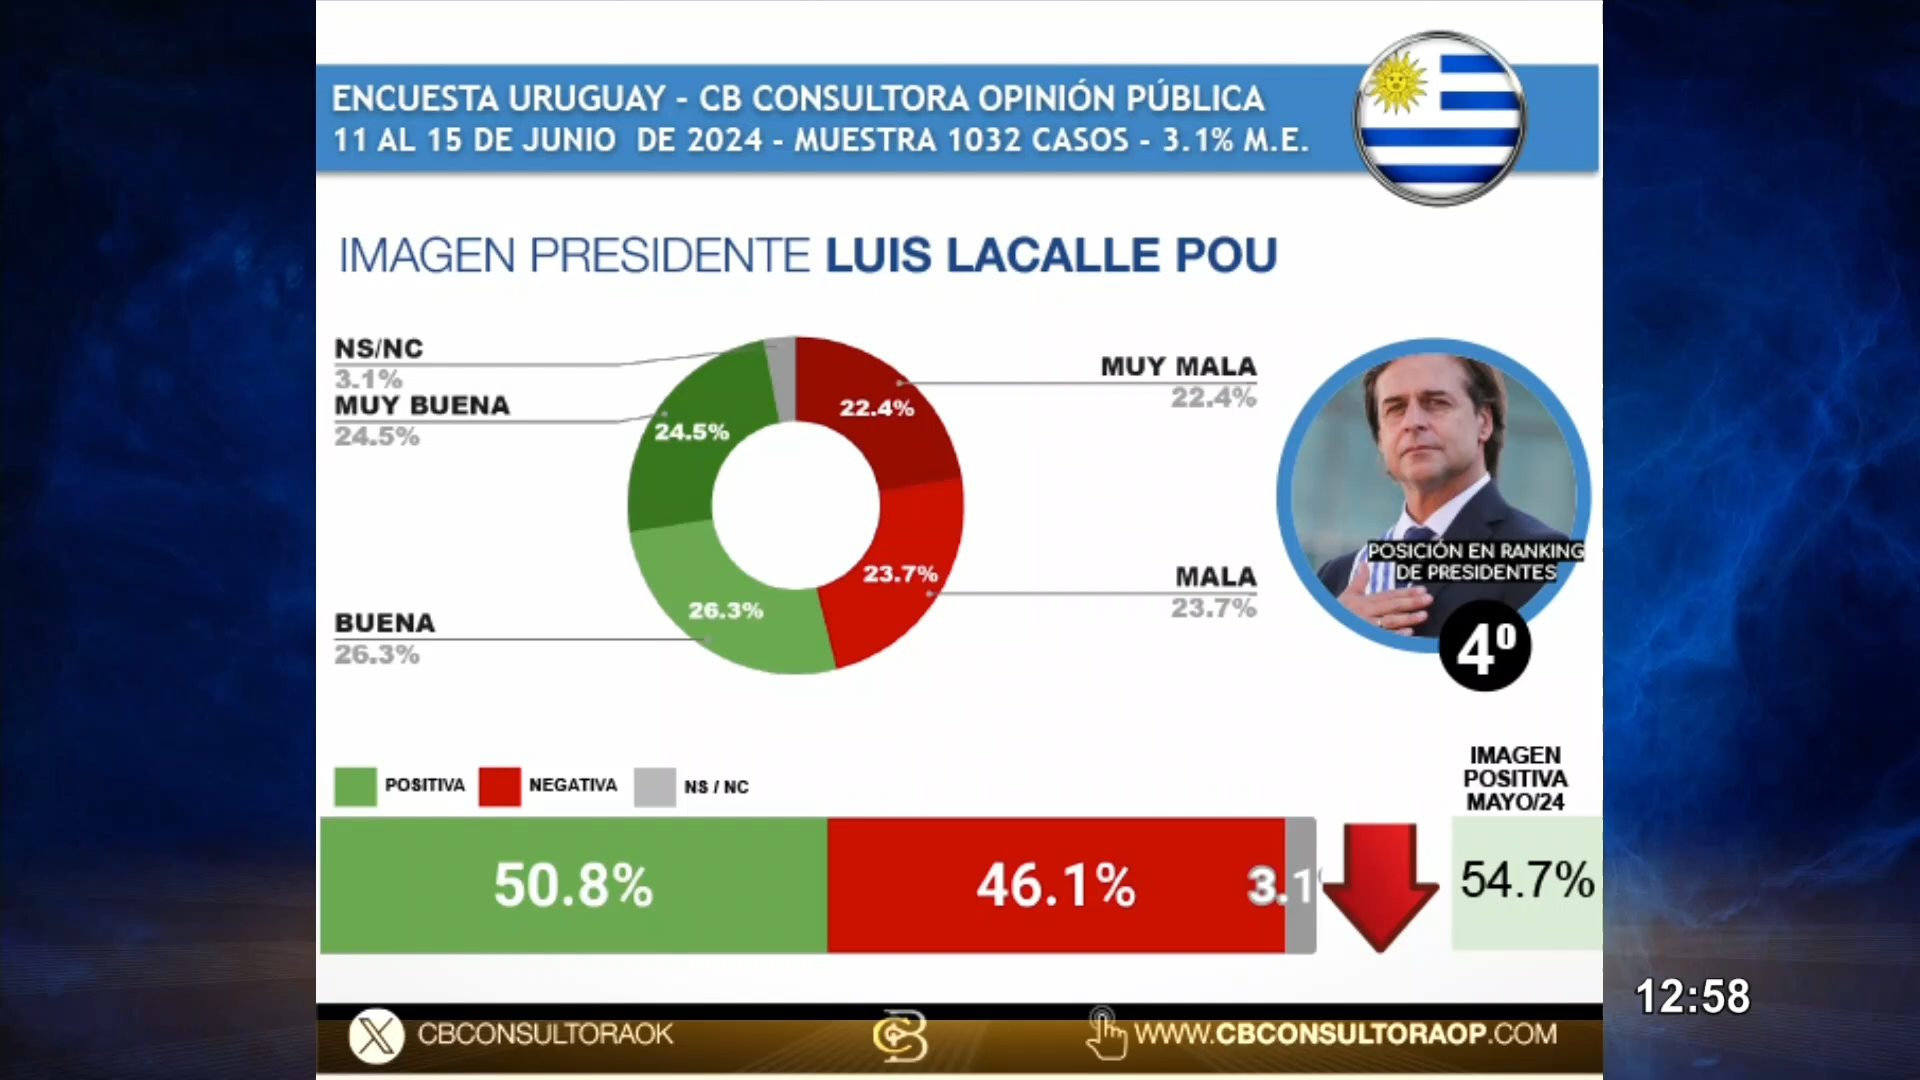 ENCUESTA URUGUAY - CB CONSULTORA OPINIÓN PÚBLICA
11 AL 15 DE JUNIO DE 2024 - MUESTRA 1032 CASOS - 3.1% M.E.
IMAGEN PRESIDENTE LUIS LACALLE POU
NS/NC
3.1%
MUY BUENA
24.5%
BUENA
26.3%
24.5%
22.4%
26.3%
23.7%
MUY MALA
22.4%
MALA
23.7%
POSICIÓN EN RANKING
DE PRESIDENTES
4º
POSITIVA
NEGATIVA
NS / NC
50.8%
46.1%
3.1
IMAGEN
POSITIVA
MAYO/24
54.7%
12:58
CBCONSULTORAOK
WWW.CBCONSULTORAOP.COM